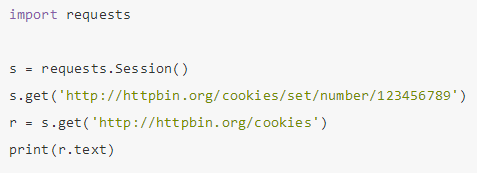 import requests
s = requests.Session()
s.get('http://httpbin.org/cookies/set/number/123456789')
r = s.get('http://httpbin.org/cookies')
print(r.text)